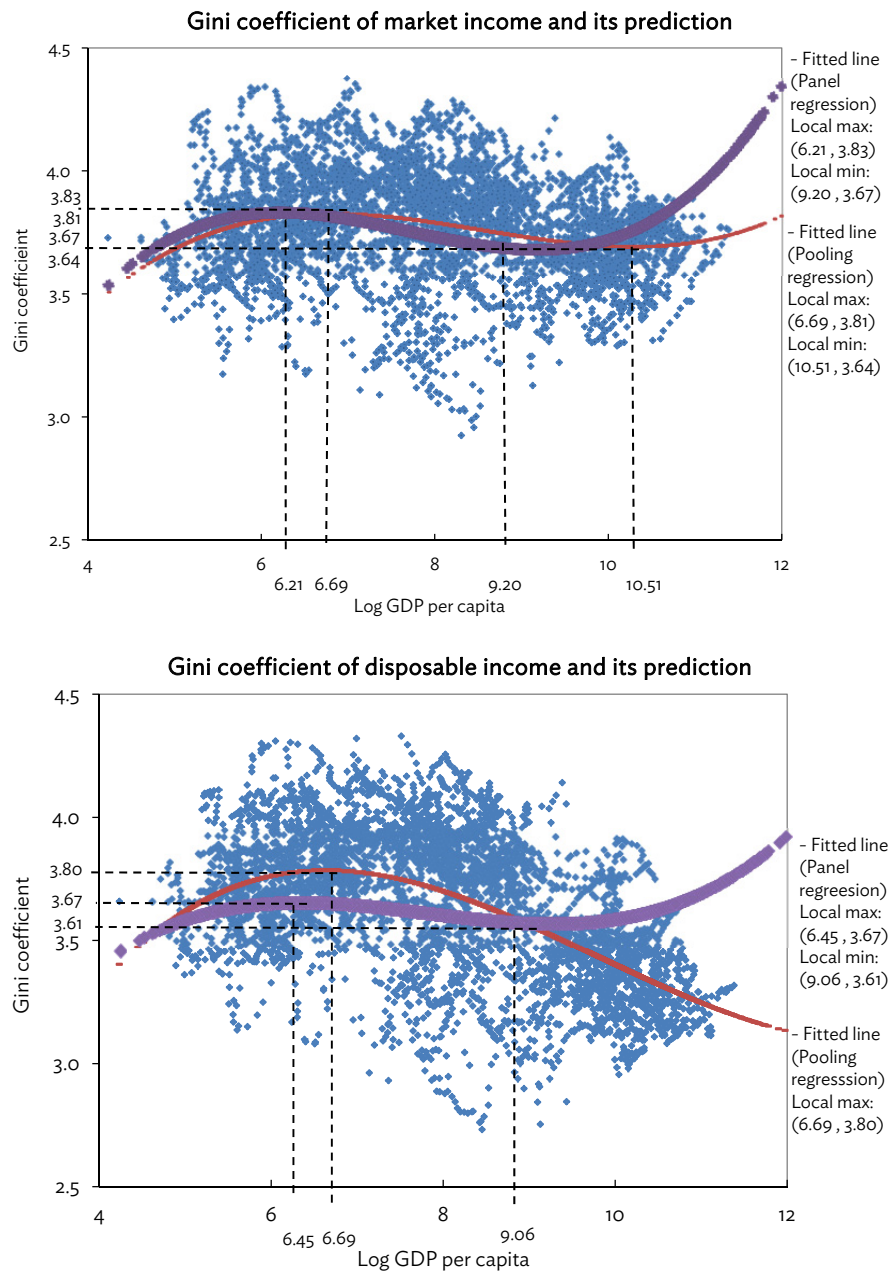 Gini coefficient of market income and its prediction
4.5
4.0
3.83
3.81
3.67
3.64
3.5
3.0
2.5
Gini coefficieint
4
6
8
10
12
6.21
6.69
9.20
10.51
Log GDP per capita
- Fitted line
(Panel
regression)
Local max:
(6.21 , 3.83)
Local min:
(9.20 , 3.67)
- Fitted line
(Pooling
regression)
Local max:
(6.69 , 3.81)
Local min:
(10.51 , 3.64)
Gini coefficient of disposable income and its prediction
4.5
4.0
3.80
3.67
3.61
3.5
3.0
2.5
Gini coefficient
4
6
8
10
12
6.45
6.69
9.06
Log GDP per capita
- Fitted line
(Panel
regreesion)
Local max:
(6.45 , 3.67)
Local min:
(9.06 , 3.61)
- Fitted line
(Pooling
regresssion)
Local max:
(6.69 , 3.80)